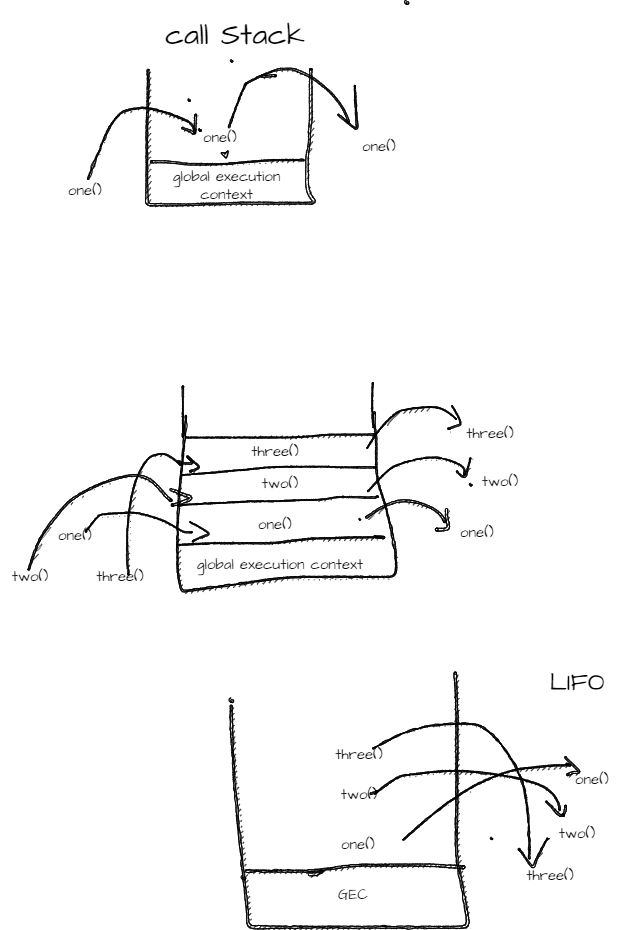 call Stack
one()
one()
one()
global execution
context
three()
three()
two()
two()
one()
one()
one()
two()
three()
global execution context
LIFO
three()
one()
two()
two()
one()
three()
GEC